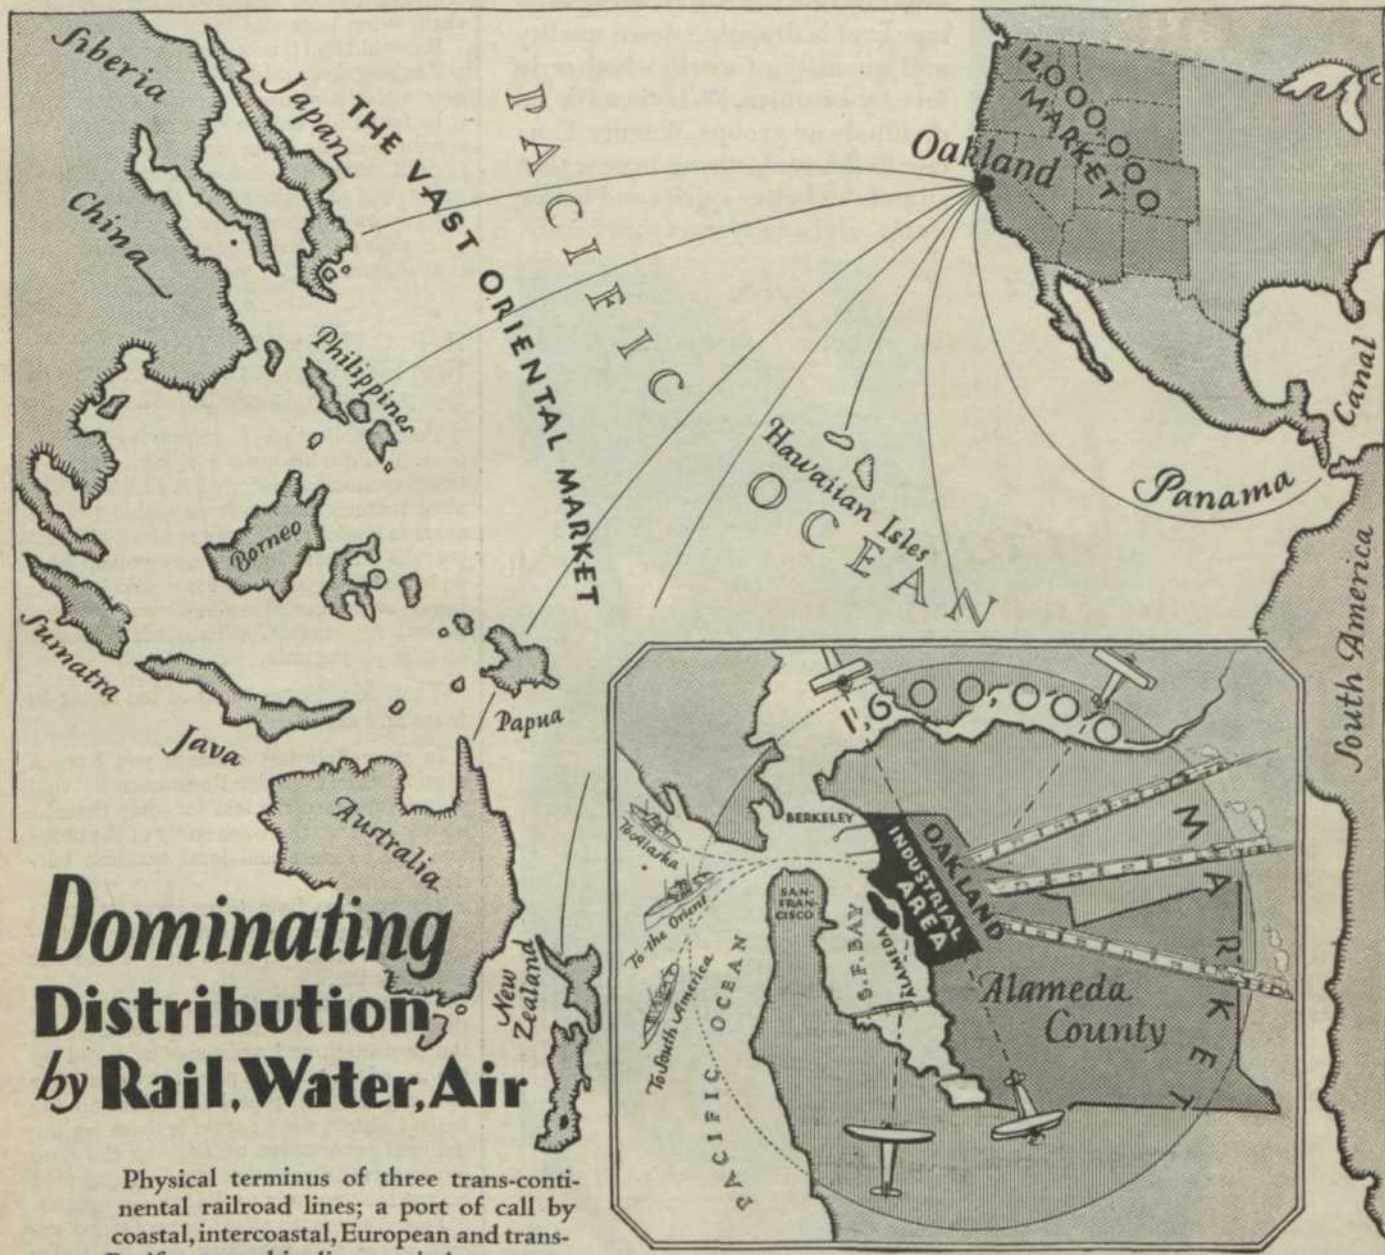 Siberia
Japan
China
THE VAST ORIENTAL MARKET
PACIFIC
OCEAN
12,000,000
MARKET
Oakland
Philippines
Hawaiian Isles
Panama
Canal
South America
Borneo
Sumatra
Java
Papua
Australia
New
Zealand
1,600,000
MARKET
BERKELEY
OAKLAND
INDUSTRIAL
AREA
To Alaska
SAN-
FRAN-
CISCO
To the Orient
To South America
S.F. BAY
ALAMEDA
PACIFIC OCEAN
Alameda
County
Dominating
Distribution
by Rail, Water, Air
Physical terminus of three trans-conti-
nental railroad lines; a port of call by
coastal, intercoastal, European and trans-